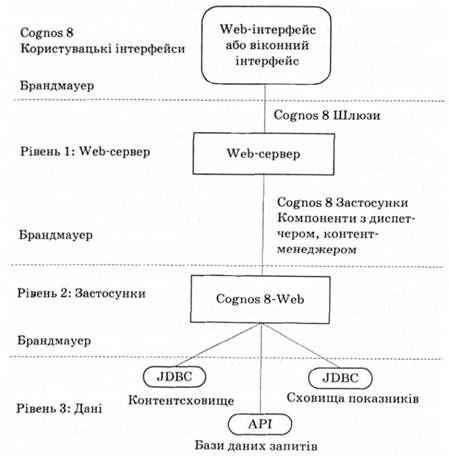 Cognos 8
Користувацькі інтерфейси
Web-інтерфейс
або віконний
інтерфейс
Брандмауер
Cognos 8 Шлюзи
Рівень 1: Web-сервер
Web-сервер
Cognos 8 Застосунки
Компоненти з диспет-
чером, контент-
менеджером
Брандмауер
Рівень 2: Застосунки
Cognos 8-Web
Брандмауер
JDBC
JDBC
Контентсховище
Сховища показників
Рівень 3: Дані
API
Бази даних запитів